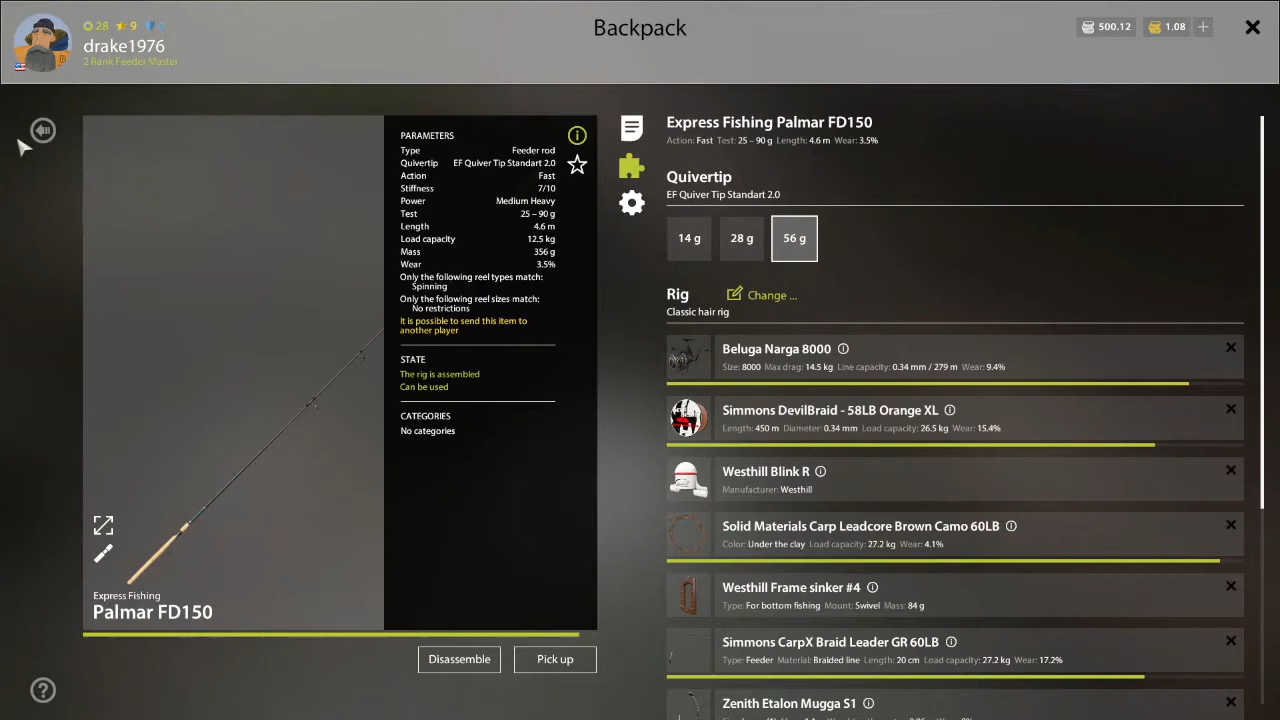 28 9
drake1976
2 Rank Feeder Master
Backpack
500.12
1.08
PARAMETERS
Type Feeder rod
Quivertip EF Quiver Tip Standart 2.0
Action Fast
Stiffness 7/10
Power Medium Heavy
Test 25 – 90 g
Length 4.6 m
Load capacity 12.5 kg
Mass 356 g
Wear 3.5%
Only the following reel types match:
Spinning
Only the following reel sizes match:
No restrictions
It is possible to send this item to
another player
STATE
The rig is assembled
Can be used
CATEGORIES
No categories
Express Fishing
Palmar FD150
Disassemble
Pick up
Express Fishing Palmar FD150
Action: Fast Test: 25 – 90 g Length: 4.6 m Wear: 3.5%
Quivertip
EF Quiver Tip Standart 2.0
14 g 28 g 56 g
Rig Change ...
Classic hair rig
Beluga Narga 8000
Size: 8000 Max drag: 14.5 kg Line capacity: 0.34 mm / 279 m Wear: 9.4%
Simmons DevilBraid - 58LB Orange XL
Length: 450 m Diameter: 0.34 mm Load capacity: 26.5 kg Wear: 15.4%
Westhill Blink R
Manufacturer: Westhill
Solid Materials Carp Leadcore Brown Camo 60LB
Color: Under the clay Load capacity: 27.2 kg Wear: 4.1%
Westhill Frame sinker #4
Type: For bottom fishing Mount: Swivel Mass: 84 g
Simmons CarpX Braid Leader GR 60LB
Type: Feeder Material: Braided line Length: 20 cm Load capacity: 27.2 kg Wear: 17.2%
Zenith Etalon Mugga S1